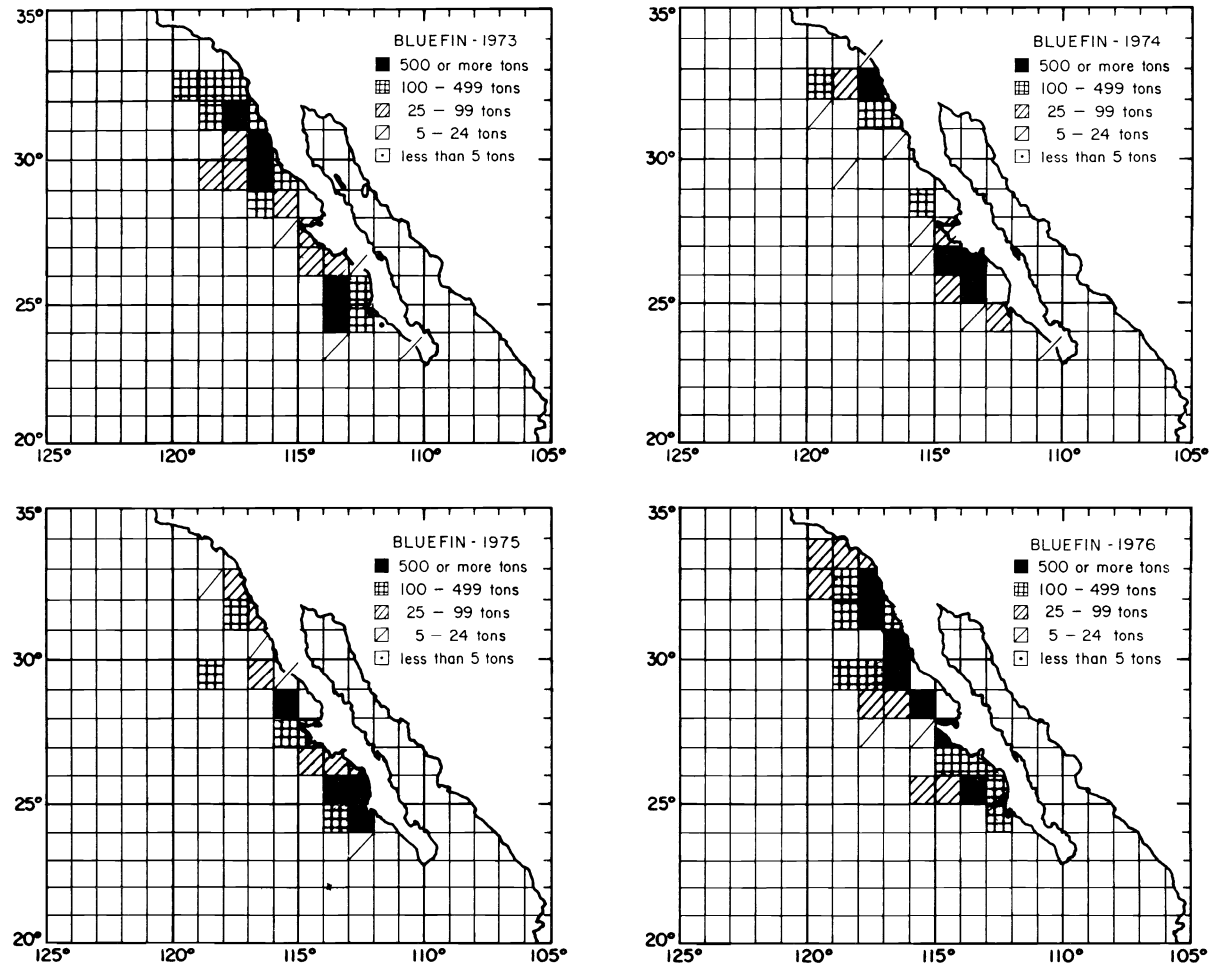 35°
BLUEFIN - 1973
500 or more tons
100 - 499 tons
25 - 99 tons
5 - 24 tons
less than 5 tons
30°
25°
20°
125° 120° 115° 110° 105°
35°
BLUEFIN - 1974
500 or more tons
100 - 499 tons
25 - 99 tons
5 - 24 tons
less than 5 tons
30°
25°
20°
125° 120° 115° 110° 105°
35°
BLUEFIN - 1975
500 or more tons
100 - 499 tons
25 - 99 tons
5 - 24 tons
less than 5 tons
30°
25°
20°
125° 120° 115° 110° 105°
35°
BLUEFIN - 1976
500 or more tons
100 - 499 tons
25 - 99 tons
5 - 24 tons
less than 5 tons
30°
25°
20°
125° 120° 115° 110° 105°